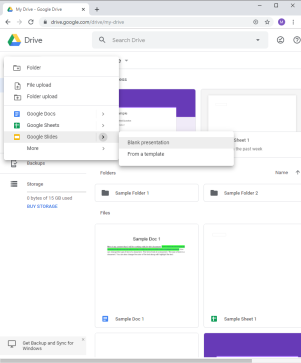 My Drive - Google Drive
drive.google.com/drive/my-drive
M
Drive
Search Drive
Folder
File upload
Folder upload
Google Docs
Google Sheets
Google Slides
More
Blank presentation
From a template
Sheet 1
the past week
Backups
Folders
Name
Storage
0 bytes of 15 GB used
BUY STORAGE
Sample Folder 1
Sample Folder 2
Files
Sample Doc 1
Sample Doc 1
Sample Sheet 1
Get Backup and Sync for
Windows